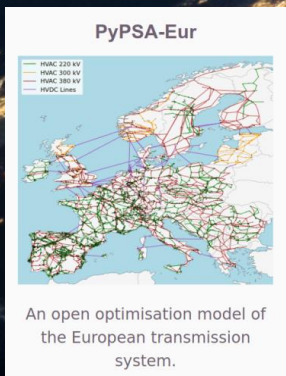 PyPSA-Eur
HVAC 220 kV
HVAC 300 kV
HVAC 380 kV
HVDC Lines
An open optimisation model of
the European transmission
system.